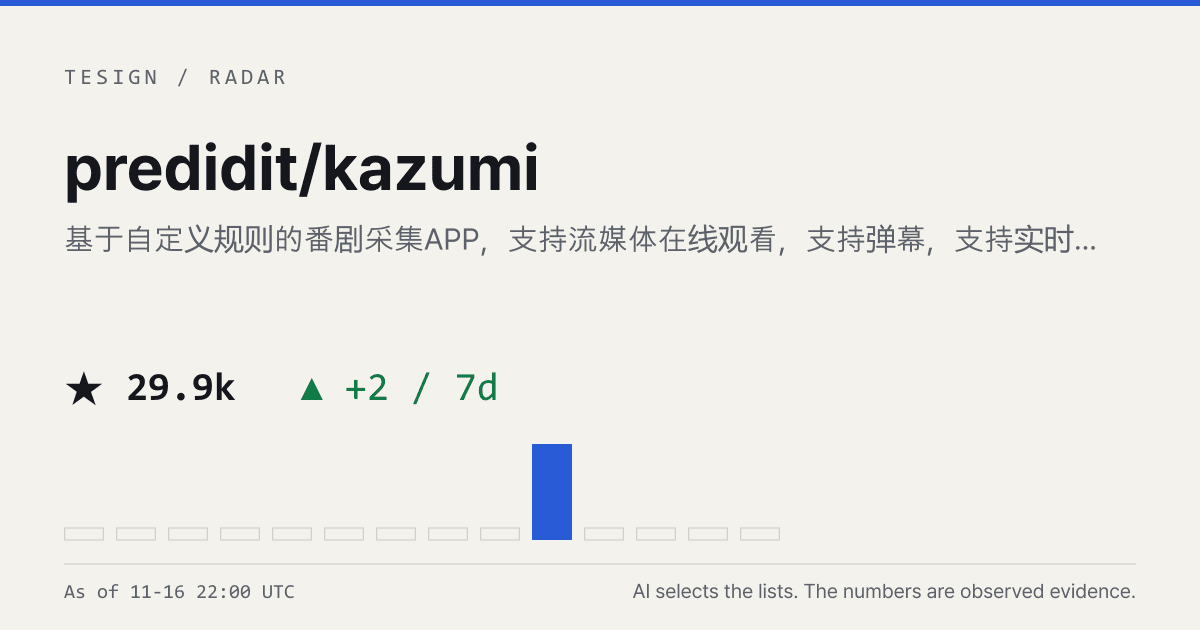 TESIGN / RADAR
predidit/kazumi
基于自定义规则的番剧采集APP，支持流媒体在线观看，支持弹幕，支持实时…
★ 29.9k ▲ +2 / 7d
As of 11-16 22:00 UTC
AI selects the lists. The numbers are observed evidence.